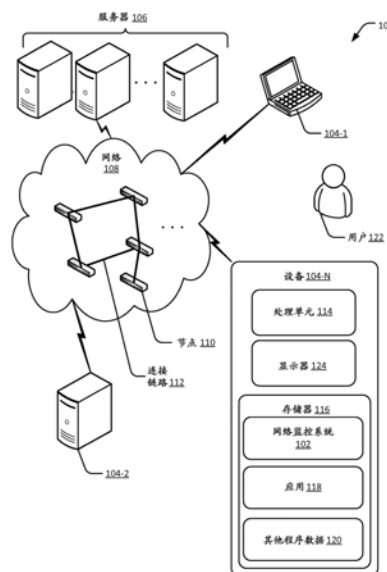 服务器 106
10
104-1
网络
108
用户 122
设备 104-N
处理单元 114
显示器 124
节点 110
连接
链路 112
存储器 116
网络监控系统
102
应用 118
其他程序数据 120
104-2